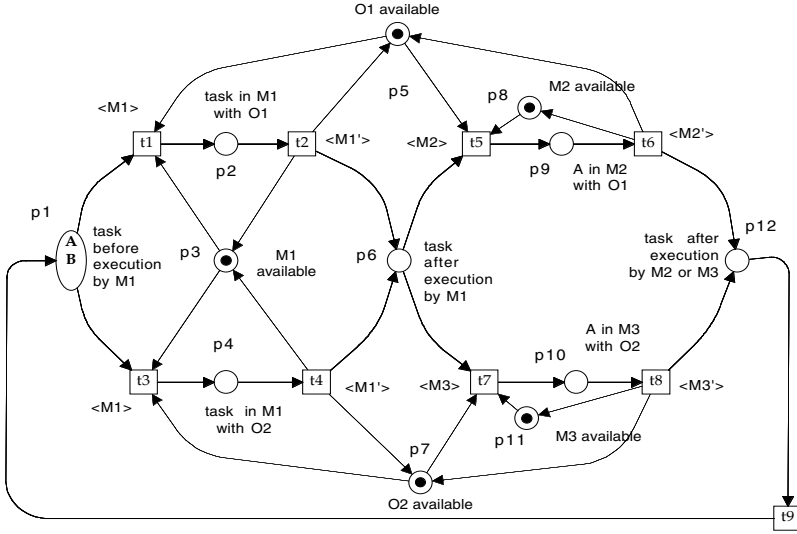 O1 available
p5
p8
M2 available
<M1>
task in M1
with O1
t1
t2
<M1'>
<M2>
t5
t6
<M2'>
p2
p9
A in M2
with O1
p1
A
B
task
before
execution
by M1
p3
M1
available
p6
task
after
execution
by M1
task after
execution
by M2 or M3
p12
p4
A in M3
with O2
p10
t3
t4
<M1'>
<M3>
t7
t8
<M3'>
<M1>
task in M1
with O2
p7
p11
M3 available
O2 available
t9